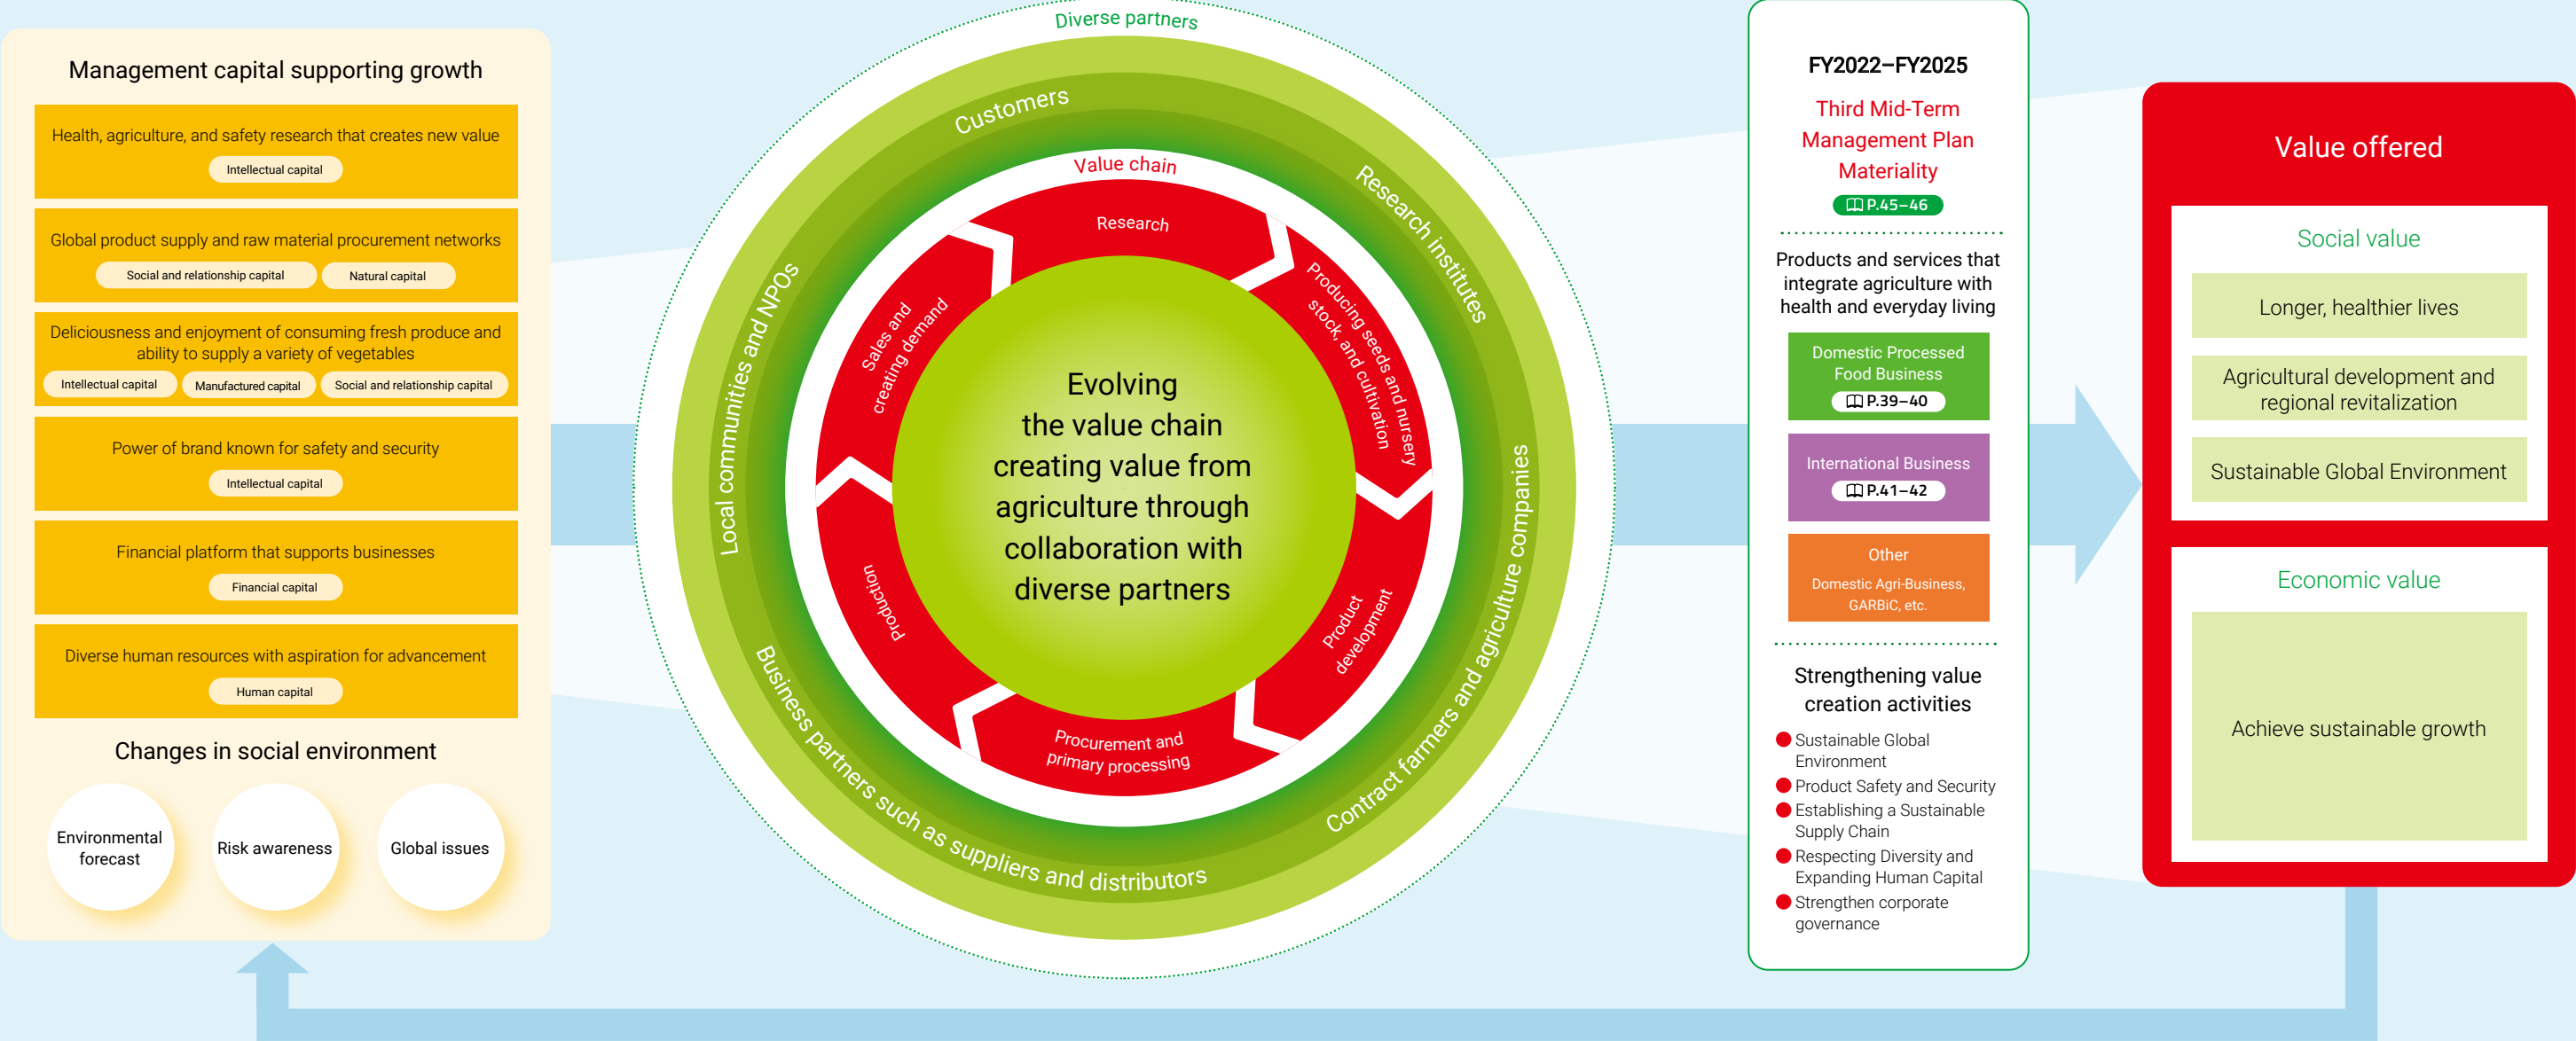 Management capital supporting growth
Health, agriculture, and safety research that creates new value
Intellectual capital
Global product supply and raw material procurement networks
Social and relationship capital
Natural capital
Deliciousness and enjoyment of consuming fresh produce and
ability to supply a variety of vegetables
Intellectual capital
Manufactured capital
Social and relationship capital
Power of brand known for safety and security
Intellectual capital
Financial platform that supports businesses
Financial capital
Diverse human resources with aspiration for advancement
Human capital
Changes in social environment
Environmental
forecast
Risk awareness
Global issues
Diverse partners
Customers
Research institutes
Contract farmers and agriculture companies
Business partners such as suppliers and distributors
Local communities and NPOs
Value chain
Research
Producing seeds and nursery
stock, and cultivation
Product
development
Procurement and
primary processing
Production
Sales and
creating demand
Evolving
the value chain
creating value from
agriculture through
collaboration with
diverse partners
FY2022–FY2025
Third Mid-Term
Management Plan
Materiality
P.45–46
Products and services that
integrate agriculture with
health and everyday living
Domestic Processed
Food Business
P.39–40
International Business
P.41–42
Other
Domestic Agri-Business,
GARBiC, etc.
Strengthening value
creation activities
Sustainable Global
Environment
Product Safety and Security
Establishing a Sustainable
Supply Chain
Respecting Diversity and
Expanding Human Capital
Strengthen corporate
governance
Value offered
Social value
Longer, healthier lives
Agricultural development and
regional revitalization
Sustainable Global Environment
Economic value
Achieve sustainable growth